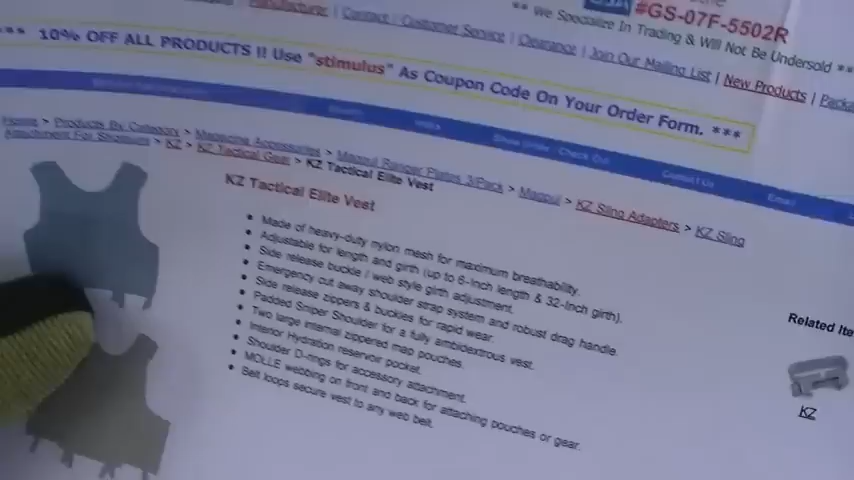 #GS-07F-5502R
** We Specialize In Trading & Will Not Be Undersold **
Manufacturer | Contact / Customer Service | Clearance | Join Our Mailing List | New Products |
*** 10% OFF ALL PRODUCTS !! Use "stimulus" As Coupon Code On Your Order Form. ***
Contact Us Email
Home > Products By Category > Magazine Accessories > Magpul Ranger Plates 3/Pack > Magpul > KZ Sling Adapters > KZ Sling
Attachment For Shotguns > KZ > KZ Tactical Gear > KZ Tactical Elite Vest
KZ Tactical Elite Vest
• Made of heavy-duty nylon mesh for maximum breathability.
• Adjustable for length and girth (up to 6-Inch length & 32-Inch girth).
• Side release buckle / web style girth adjustment.
• Emergency cut away shoulder strap system and robust drag handle.
• Side release zippers & buckles for rapid wear.
• Padded Sniper Shoulder for a fully ambidextrous vest.
• Two large internal zippered map pouches.
• Interior Hydration reservoir pocket.
• Shoulder D-rings for accessory attachment.
• MOLLE webbing on front and back for attaching pouches or gear.
• Belt loops secure vest to any web belt.
Related
KZ